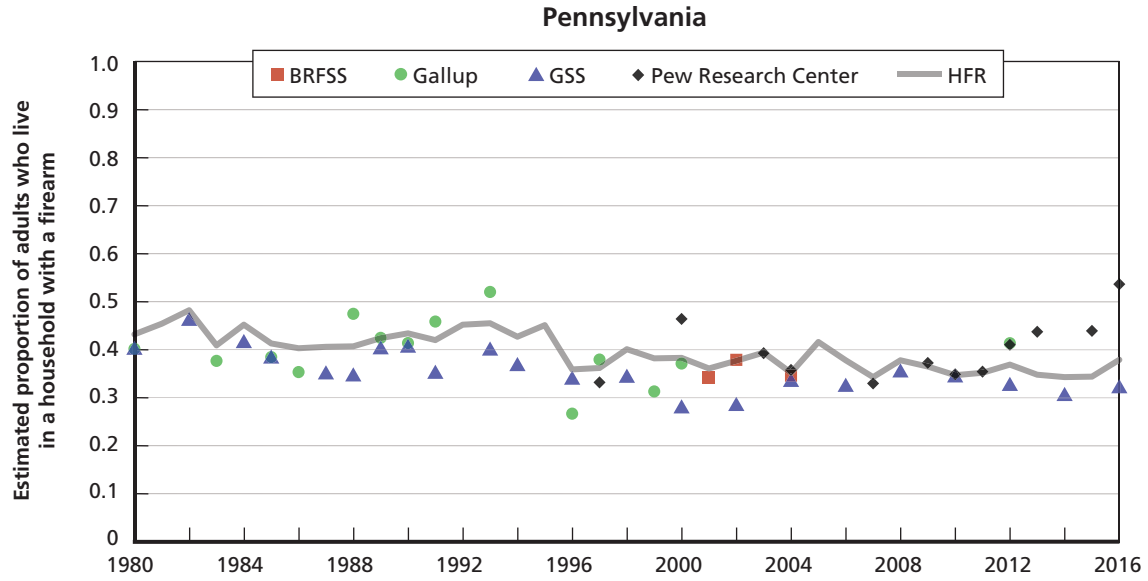 Pennsylvania
BRFSS Gallup GSS Pew Research Center HFR
Estimated proportion of adults who live
in a household with a firearm
1.0
0.9
0.8
0.7
0.6
0.5
0.4
0.3
0.2
0.1
0
1980 1984 1988 1992 1996 2000 2004 2008 2012 2016